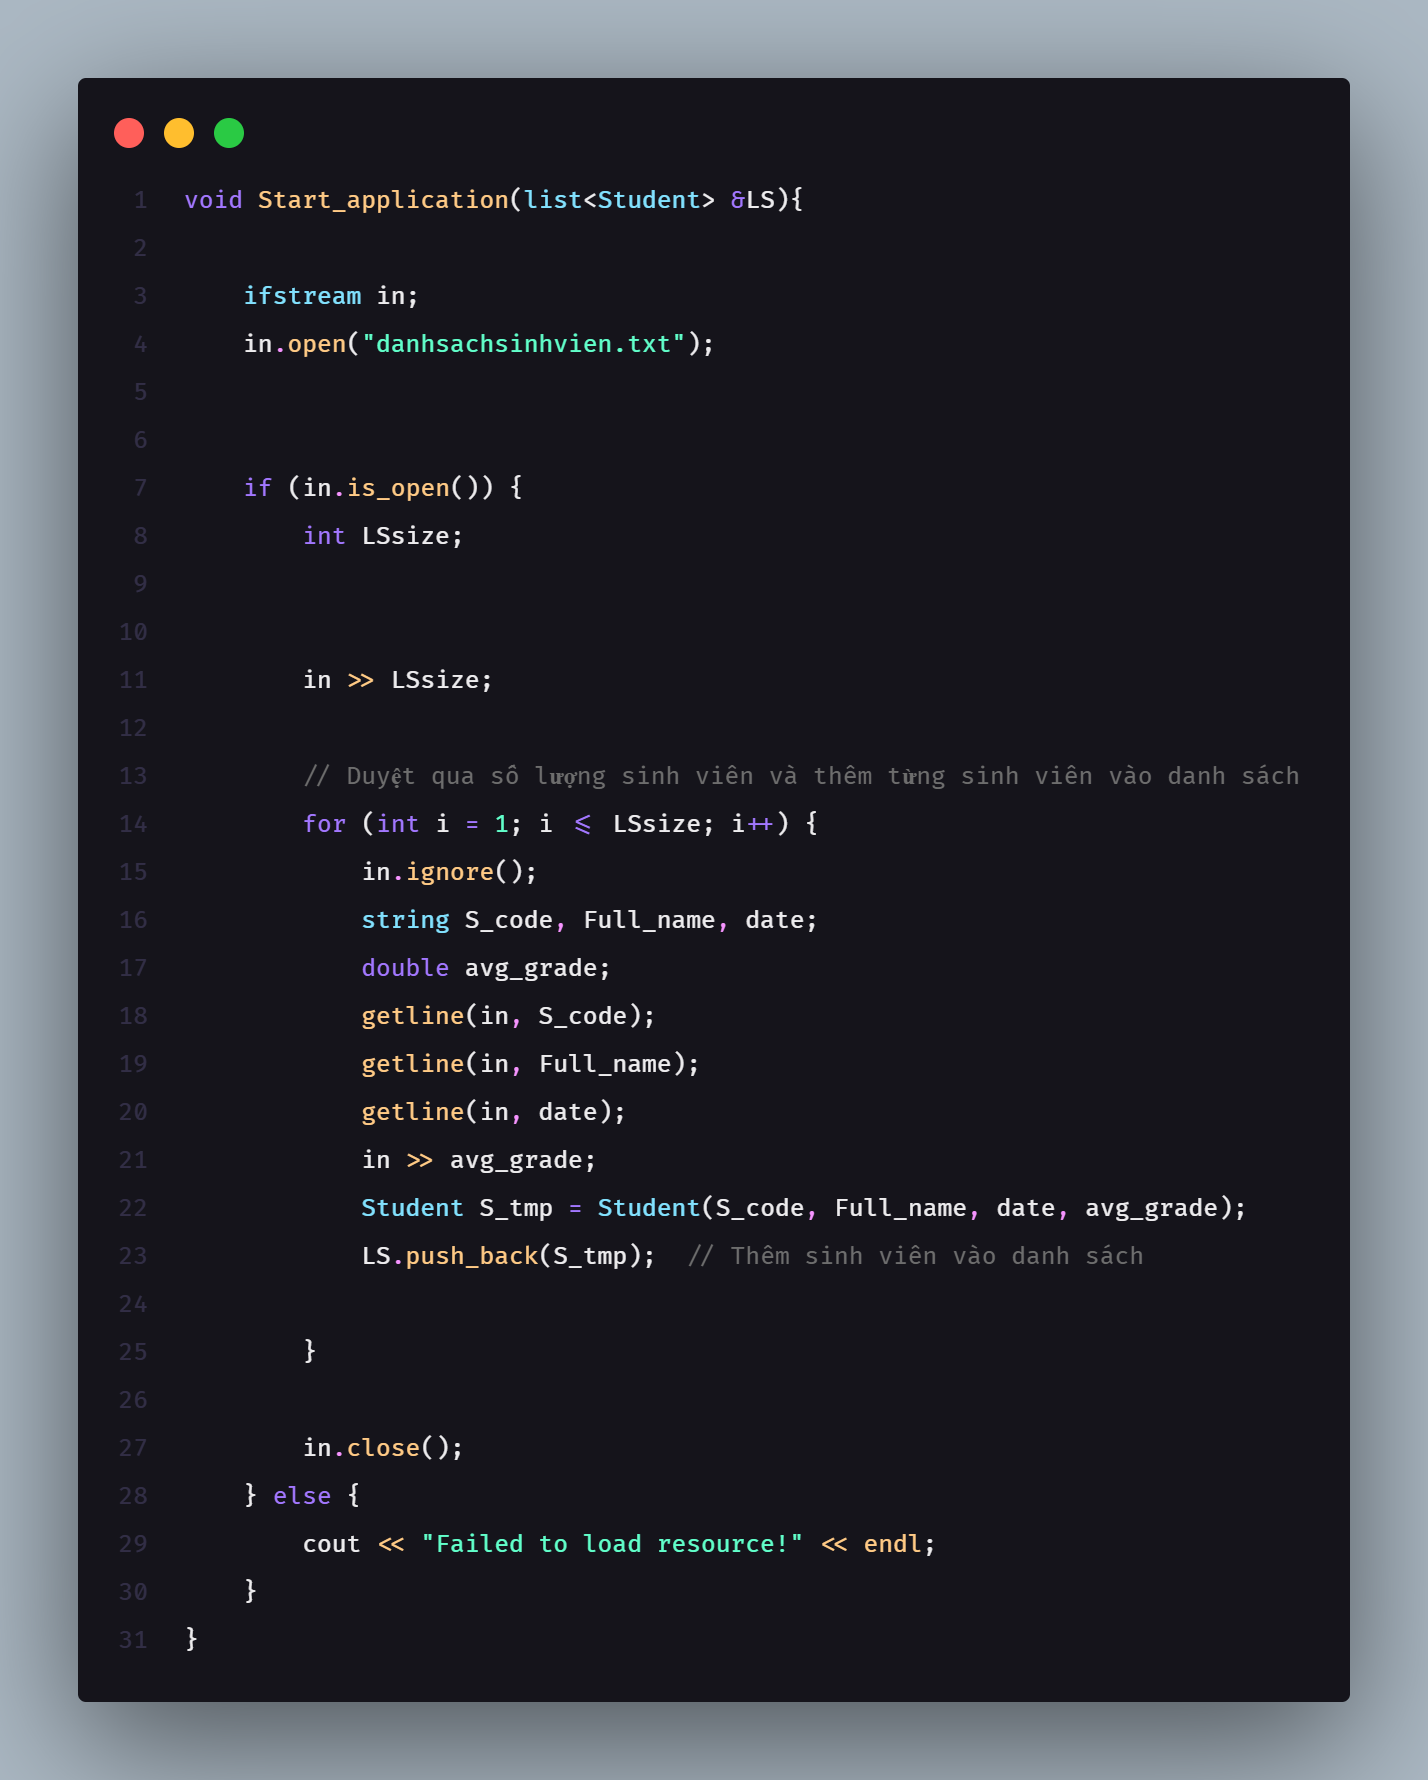 1 void Start_application(list<Student> &LS){
2
3 ifstream in;
4 in.open("danhsachsinhvien.txt");
5
6
7 if (in.is_open()) {
8 int LSsize;
9
10
11 in >> LSsize;
12
13 // Duyệt qua số lượng sinh viên và thêm từng sinh viên vào danh sách
14 for (int i = 1; i <= LSsize; i++) {
15 in.ignore();
16 string S_code, Full_name, date;
17 double avg_grade;
18 getline(in, S_code);
19 getline(in, Full_name);
20 getline(in, date);
21 in >> avg_grade;
22 Student S_tmp = Student(S_code, Full_name, date, avg_grade);
23 LS.push_back(S_tmp);  // Thêm sinh viên vào danh sách
24
25 }
26
27 in.close();
28 } else {
29 cout << "Failed to load resource!" << endl;
30 }
31 }